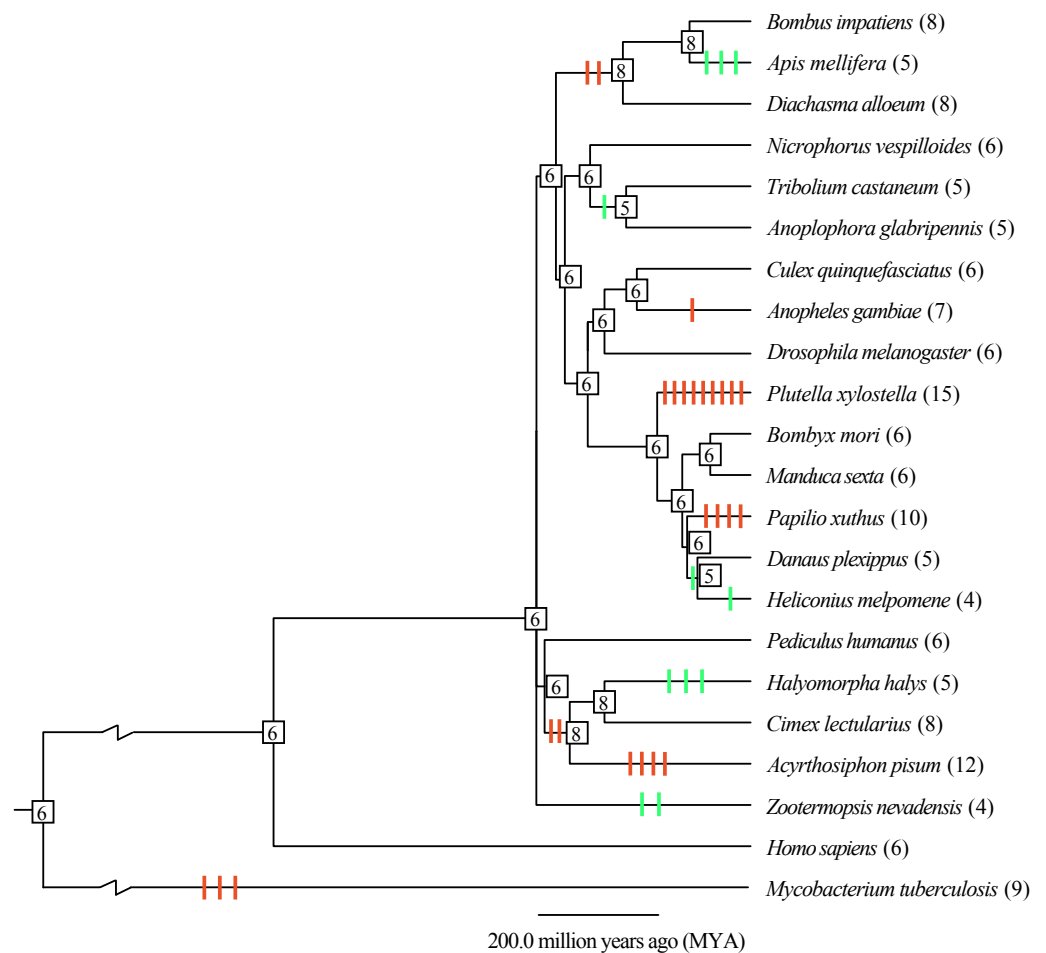 Bombus impatiens (8)
8
Apis mellifera (5)
8
Diachasma alloeum (8)
Nicrophorus vespilloides (6)
6
6
Tribolium castaneum (5)
5
Anoplophora glabripennis (5)
Culex quinquefasciatus (6)
6
6
Anopheles gambiae (7)
6
Drosophila melanogaster (6)
6
Plutella xylostella (15)
Bombyx mori (6)
6
6
Manduca sexta (6)
6
Papilio xuthus (10)
6
Danaus plexippus (5)
5
Heliconius melpomene (4)
6
Pediculus humanus (6)
6
Halyomorpha halys (5)
8
Cimex lectularius (8)
6
8
Acyrthosiphon pisum (12)
Zootermopsis nevadensis (4)
6
Homo sapiens (6)
Mycobacterium tuberculosis (9)
200.0 million years ago (MYA)